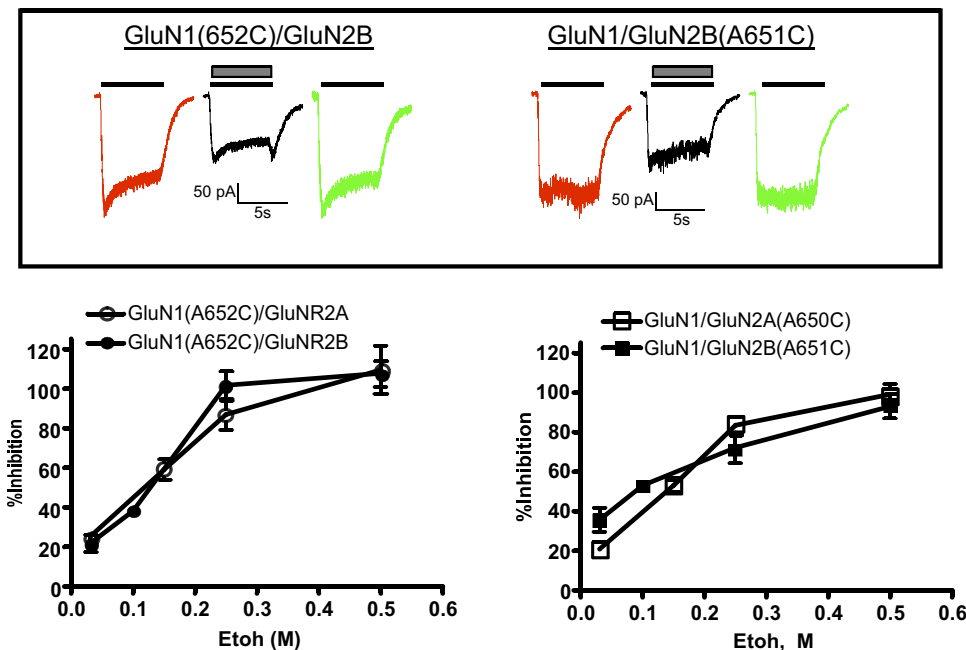 GluN1(652C)/GluN2B
GluN1/GluN2B(A651C)
50 pA
5s
50 pA
5s
GluN1(A652C)/GluNR2A
GluN1(A652C)/GluNR2B
%Inhibition
120
100
80
60
40
20
0
0.0 0.1 0.2 0.3 0.4 0.5 0.6
Etoh (M)
GluN1/GluN2A(A650C)
GluN1/GluN2B(A651C)
%Inhibition
120
100
80
60
40
20
0
0.0 0.1 0.2 0.3 0.4 0.5 0.6
Etoh, M